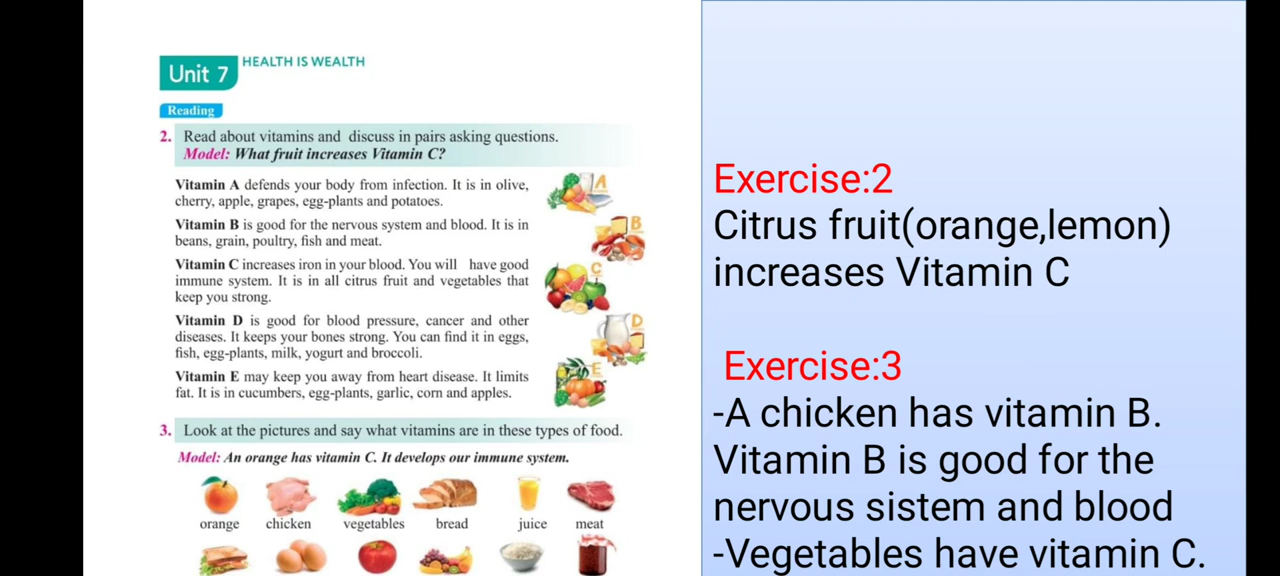 Unit 7
HEALTH IS WEALTH
Reading
2. Read about vitamins and discuss in pairs asking questions.
Model: What fruit increases Vitamin C?
Vitamin A defends your body from infection. It is in olive,
cherry, apple, grapes, egg-plants and potatoes.
A
Vitamin B is good for the nervous system and blood. It is in
beans, grain, poultry, fish and meat.
B
Vitamin C increases iron in your blood. You will have good
immune system. It is in all citrus fruit and vegetables that
keep you strong.
C
Vitamin D is good for blood pressure, cancer and other
diseases. It keeps your bones strong. You can find it in eggs,
fish, egg-plants, milk, yogurt and broccoli.
D
Vitamin E may keep you away from heart disease. It limits
fat. It is in cucumbers, egg-plants, garlic, corn and apples.
E
3. Look at the pictures and say what vitamins are in these types of food.
Model: An orange has vitamin C. It develops our immune system.
orange chicken vegetables bread juice meat
Exercise:2
Citrus fruit(orange,lemon)
increases Vitamin C
Exercise:3
-A chicken has vitamin B.
Vitamin B is good for the
nervous sistem and blood
-Vegetables have vitamin C.